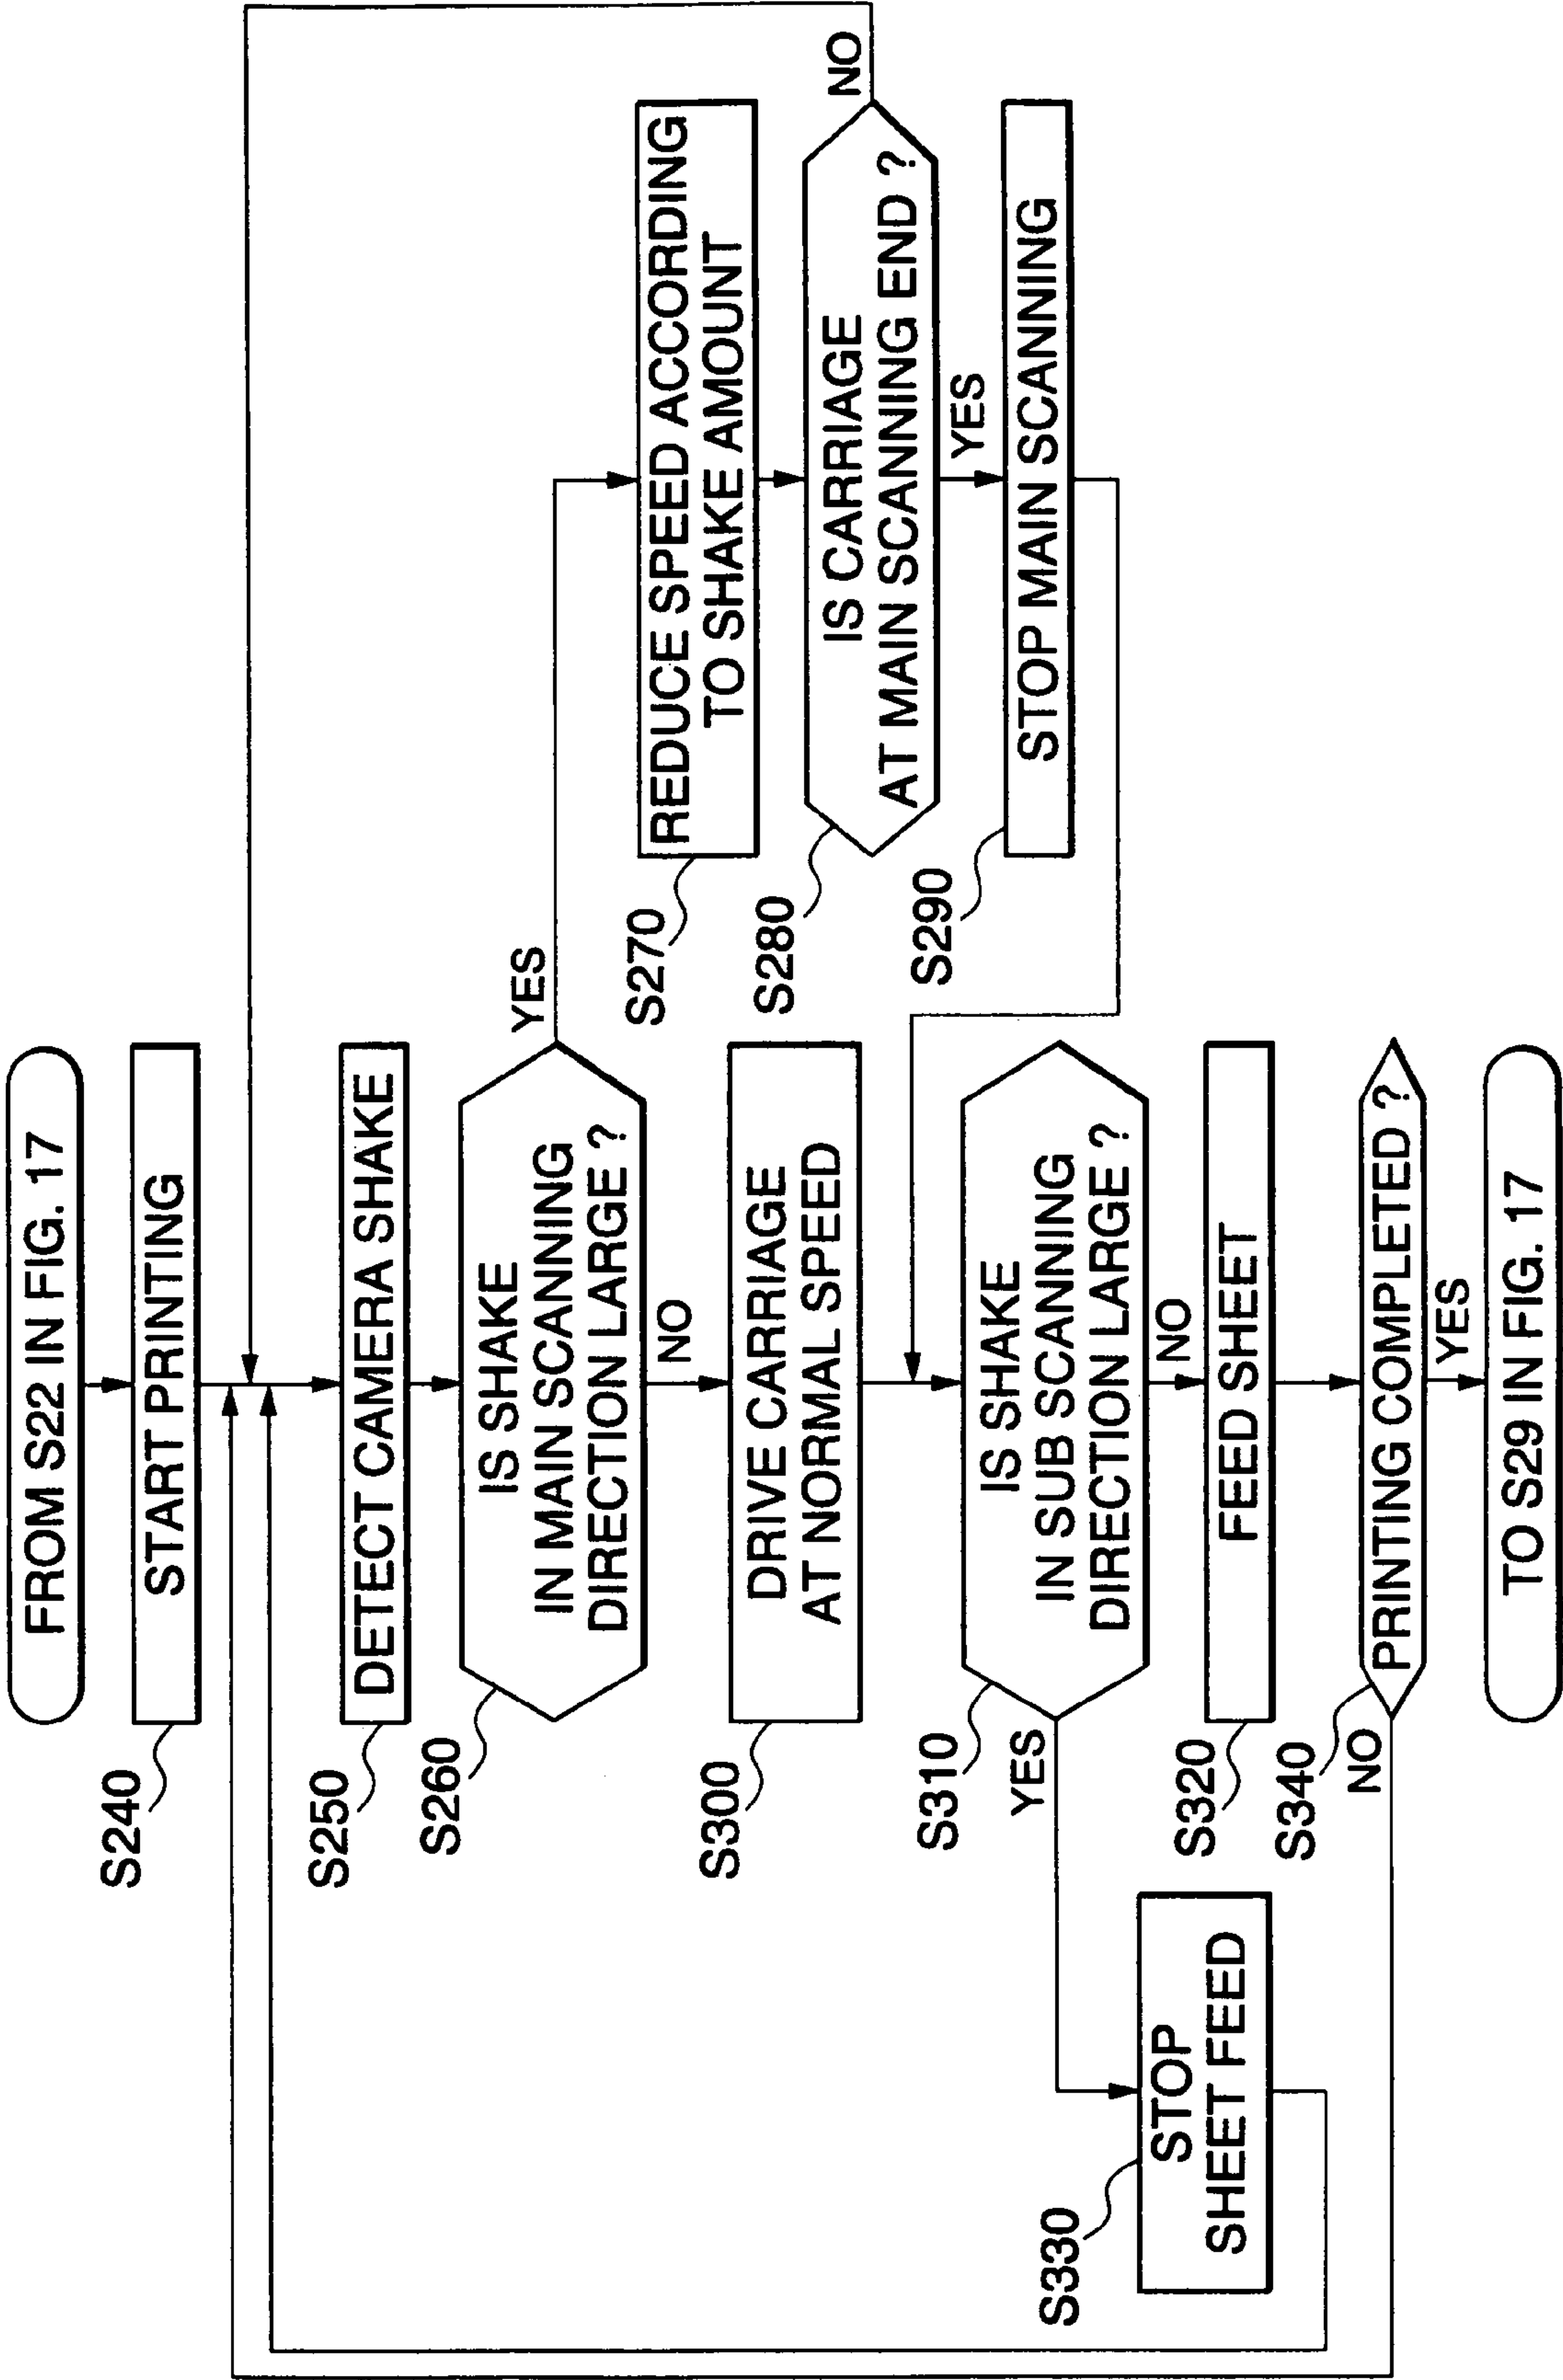 FROM S22 IN FIG. 17
S240
START PRINTING
S250
DETECT CAMERA SHAKE
S260
IS SHAKE
IN MAIN SCANNING
DIRECTION LARGE ?
YES
NO
S270
REDUCE SPEED ACCORDING
TO SHAKE AMOUNT
S280
IS CARRIAGE
AT MAIN SCANNING END ?
NO
YES
S290
STOP MAIN SCANNING
S300
DRIVE CARRIAGE
AT NORMAL SPEED
S310
IS SHAKE
IN SUB SCANNING
DIRECTION LARGE ?
YES
NO
S330
STOP
SHEET FEED
S320
FEED SHEET
S340
PRINTING COMPLETED ?
NO
YES
TO S29 IN FIG. 17